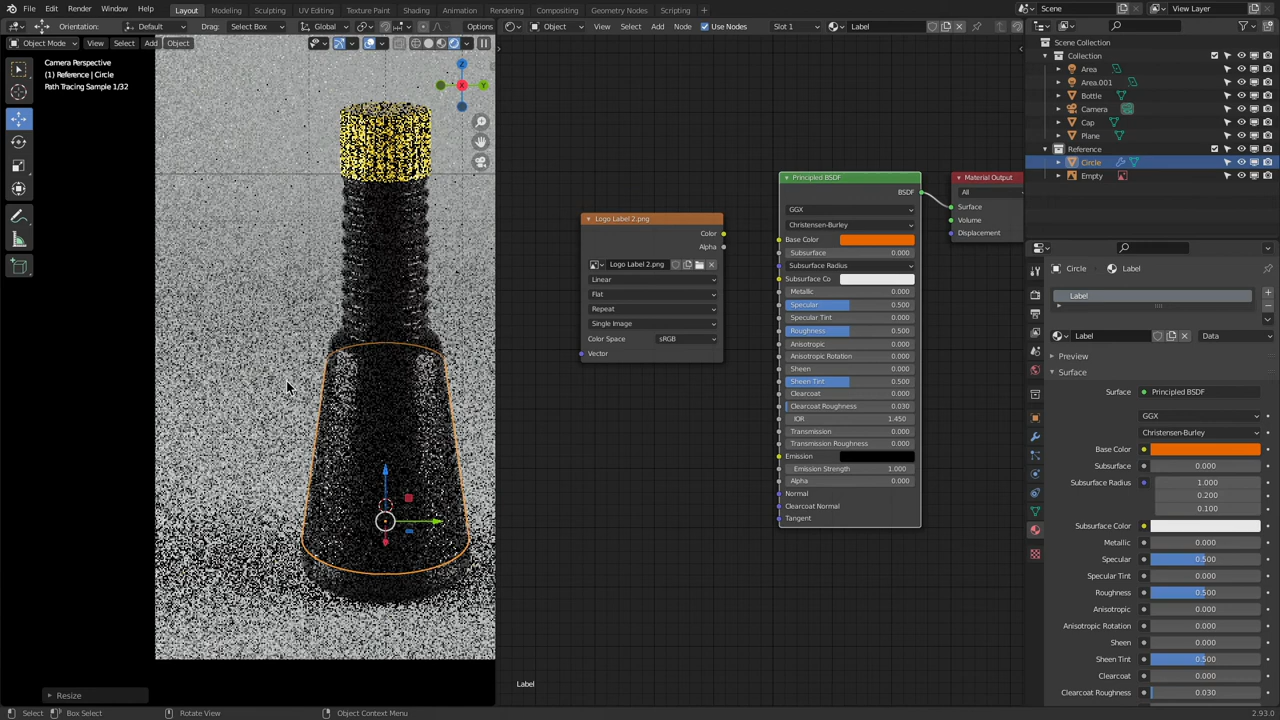 File Edit Render Window Help Layout Modeling Sculpting UV Editing Texture Paint Shading Animation Rendering Compositing Geometry Nodes Scripting Scene View Layer
Global Default Drag: Select Box Options Object View Select Add Node Use Nodes Slot 1 Label
Object Mode View Select Add Object
Camera Perspective
(1) Reference | Circle
Path Tracing Sample 1/32
Z
X
Y
Resize
Logo Label 2.png
Color
Alpha
Logo Label 2.png
Linear
Flat
Repeat
Single Image
Color Space sRGB
Vector
Principled BSDF
BSDF
GGX
Christensen-Burley
Base Color
Subsurface 0.000
Subsurface Radius
Subsurface Co
Metallic 0.000
Specular 0.500
Specular Tint 0.000
Roughness 0.500
Anisotropic 0.000
Anisotropic Rotation 0.000
Sheen 0.000
Sheen Tint 0.500
Clearcoat 0.000
Clearcoat Roughness 0.030
IOR 1.450
Transmission 0.000
Transmission Roughness 0.000
Emission
Emission Strength 1.000
Alpha 0.000
Normal
Clearcoat Normal
Tangent
Material Output
All
Surface
Volume
Displacement
Label
Scene Collection
Collection
Area
Area.001
Bottle
Camera
Cap
Plane
Reference
Circle
Empty
Circle Label
Label
Label Data
Preview
Surface
Surface Principled BSDF
GGX
Christensen-Burley
Base Color
Subsurface 0.000
Subsurface Radius 1.000
0.200
0.100
Subsurface Color
Metallic 0.000
Specular 0.500
Specular Tint 0.000
Roughness 0.500
Anisotropic 0.000
Anisotropic Rotation 0.000
Sheen 0.000
Sheen Tint 0.500
Clearcoat 0.000
Clearcoat Roughness 0.030
Select Box Select Rotate View Object Context Menu 2.93.0